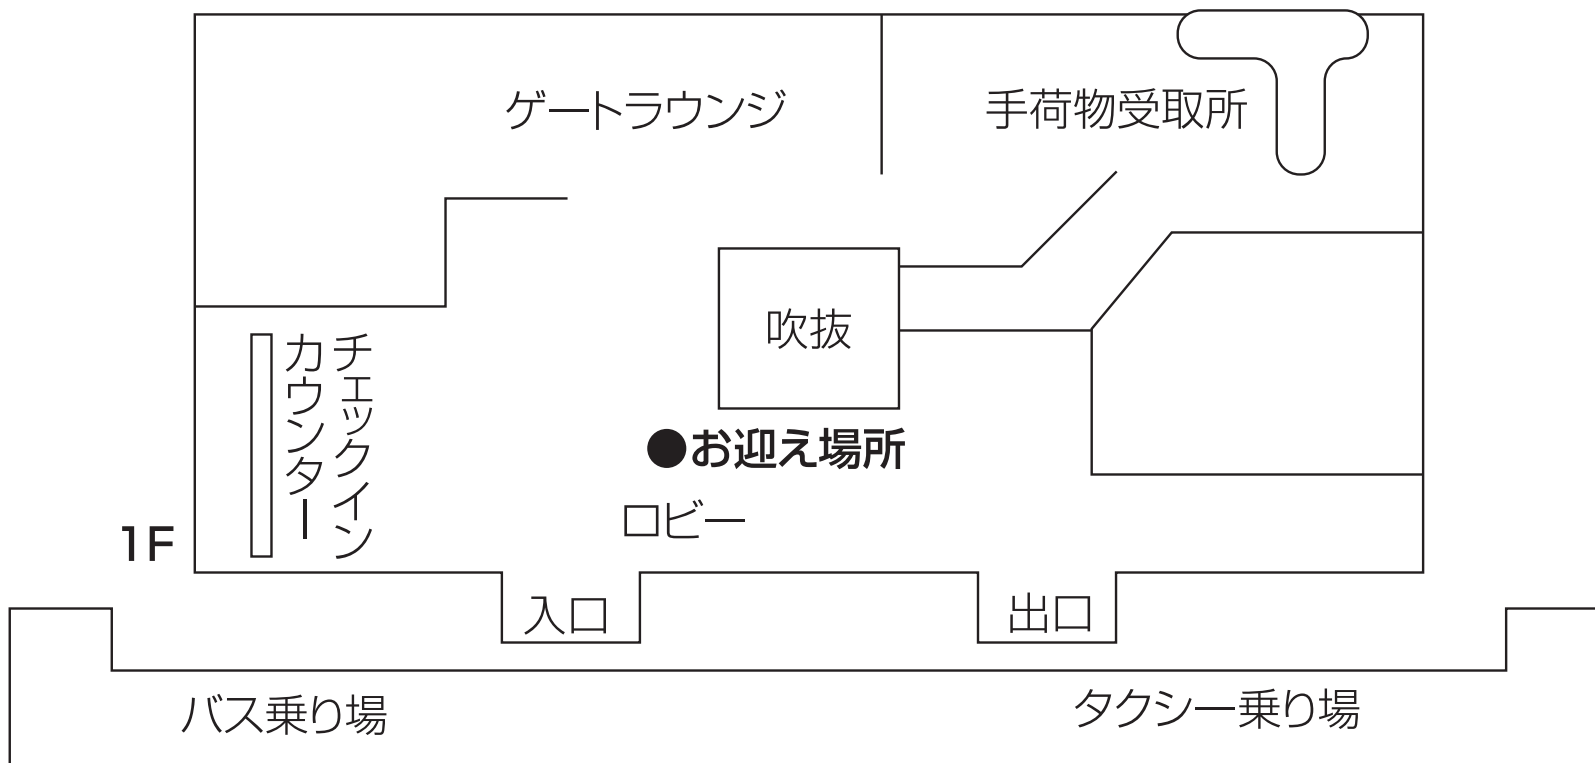 ゲートラウンジ
手荷物受取所
吹抜
チェックイン
カウンター
●お迎え場所
ロビー
1F
入口
出口
バス乗り場
タクシー乗り場